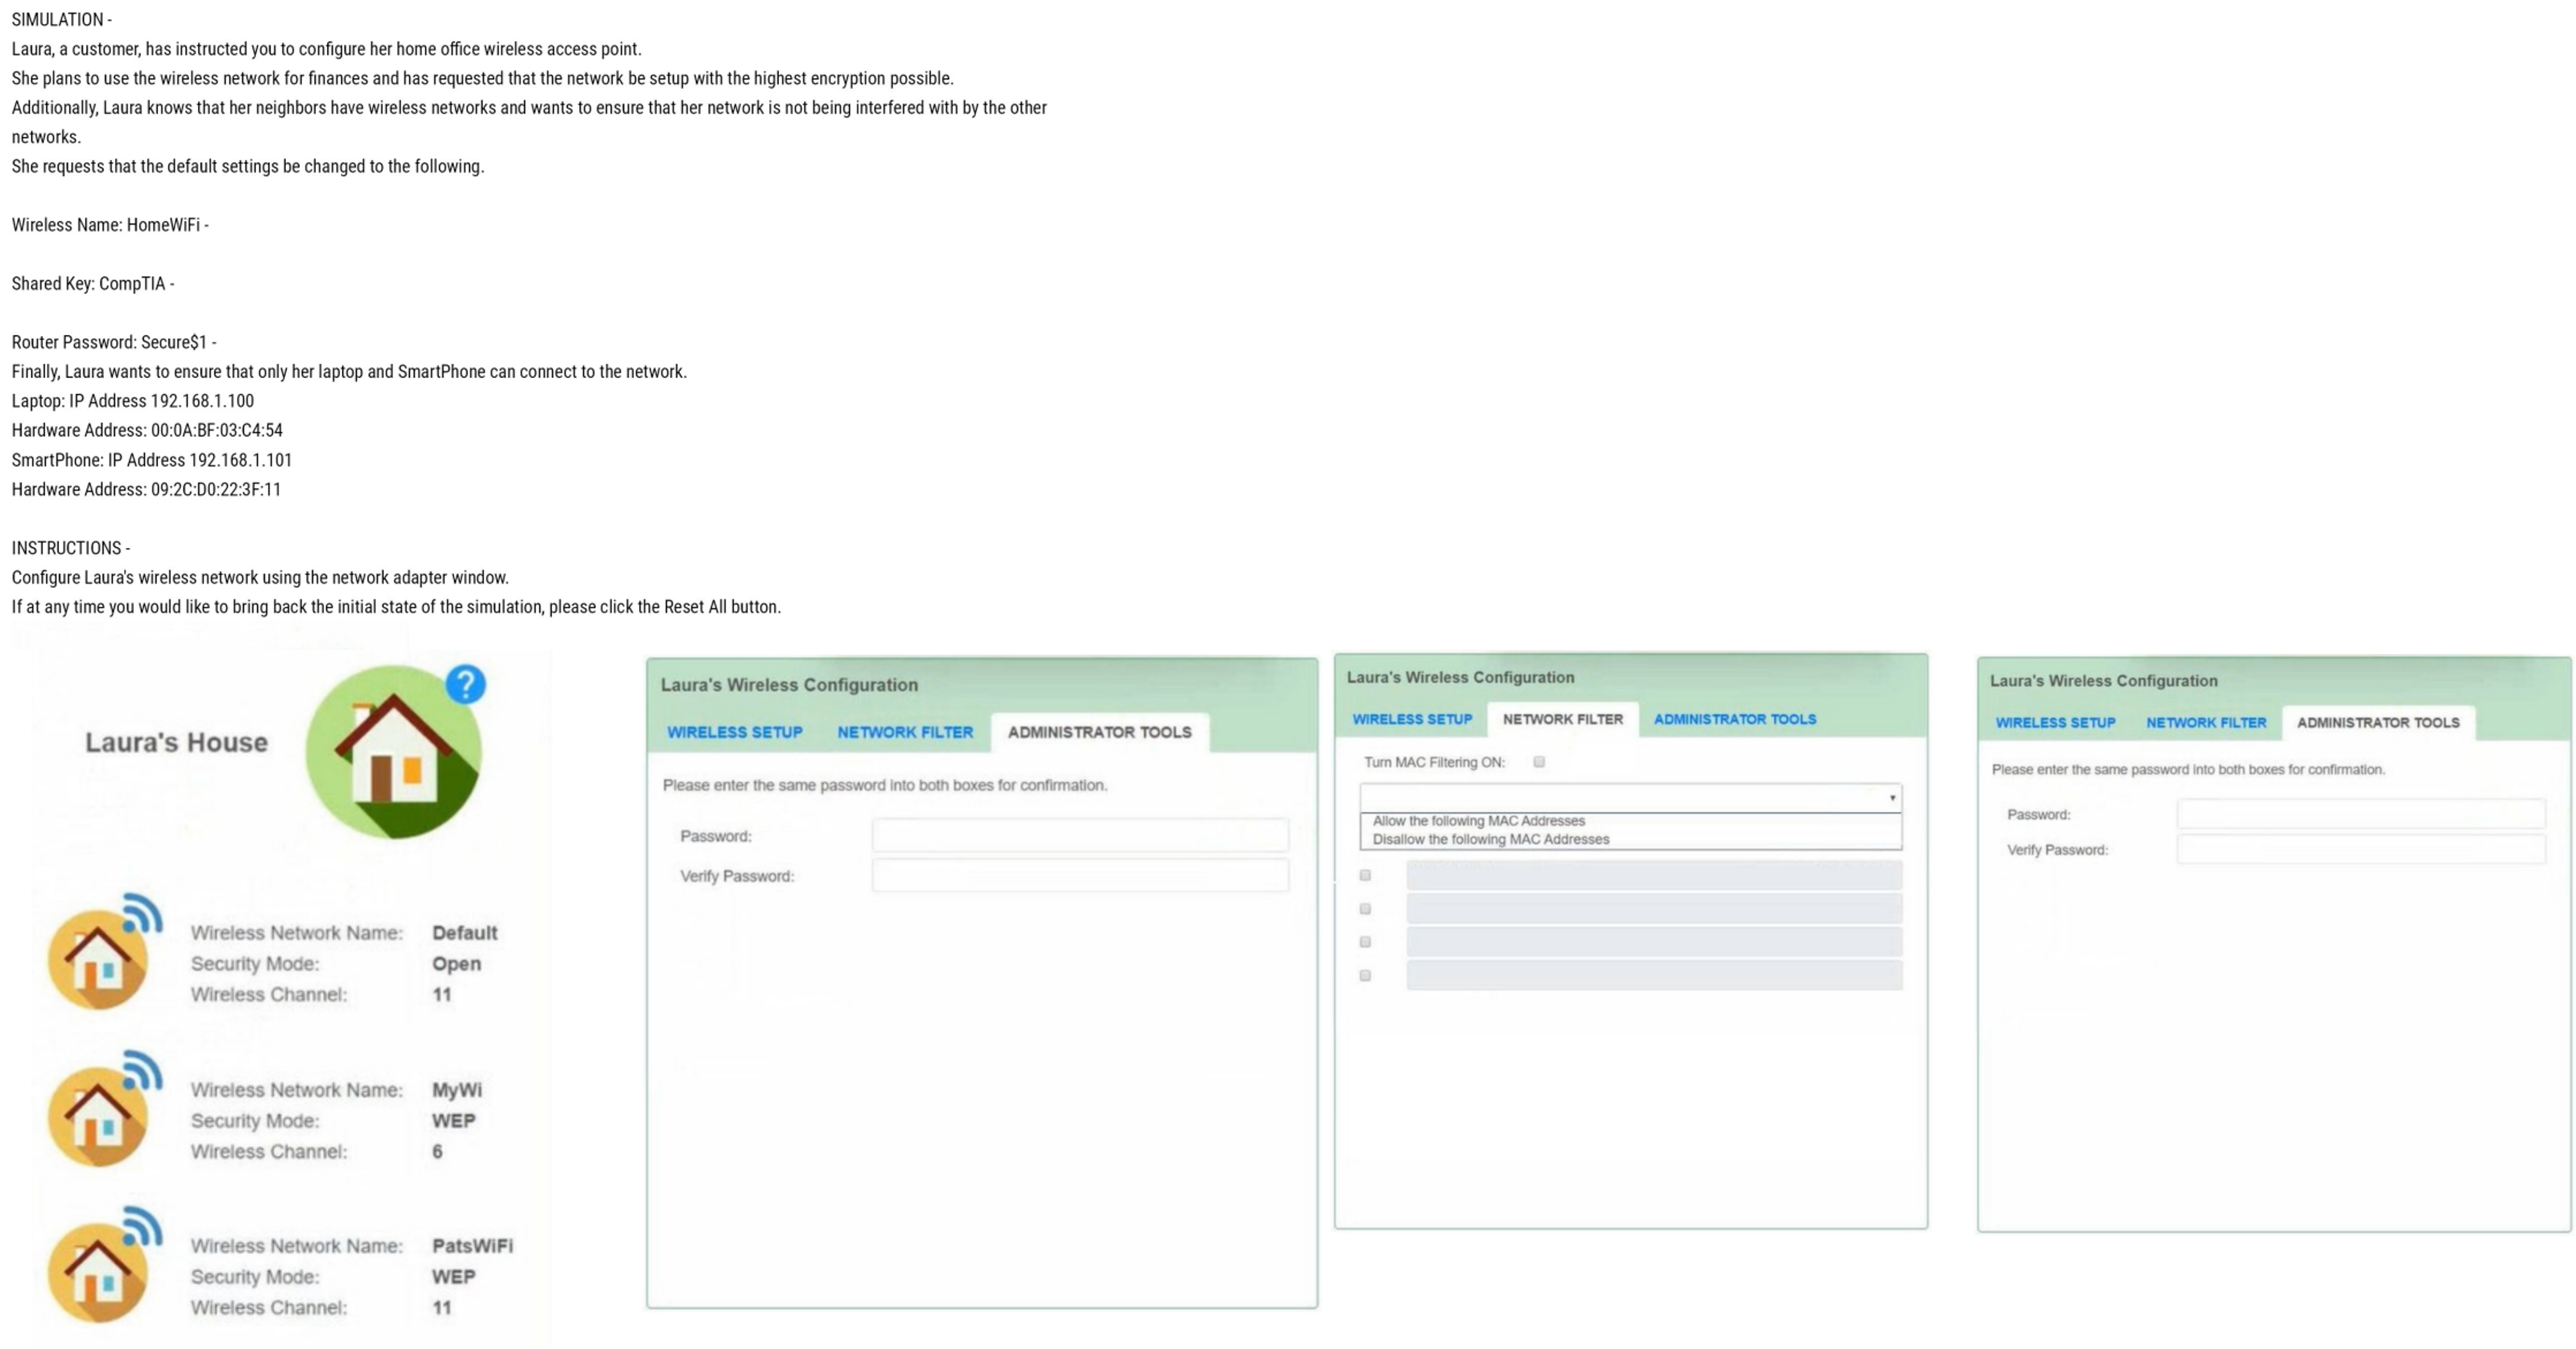 SIMULATION -
Laura, a customer, has instructed you to configure her home office wireless access point.
She plans to use the wireless network for finances and has requested that the network be setup with the highest encryption possible.
Additionally, Laura knows that her neighbors have wireless networks and wants to ensure that her network is not being interfered with by the other
networks.
She requests that the default settings be changed to the following.
Wireless Name: HomeWiFi -
Shared Key: CompTIA -
Router Password: Secure$1 -
Finally, Laura wants to ensure that only her laptop and SmartPhone can connect to the network.
Laptop: IP Address 192.168.1.100
Hardware Address: 00:0A:BF:03:C4:54
SmartPhone: IP Address 192.168.1.101
Hardware Address: 09:2C:D0:22:3F:11
INSTRUCTIONS -
Configure Laura's wireless network using the network adapter window.
If at any time you would like to bring back the initial state of the simulation, please click the Reset All button.
?
Laura's House
Wireless Network Name: Default
Security Mode: Open
Wireless Channel: 11
Wireless Network Name: MyWi
Security Mode: WEP
Wireless Channel: 6
Wireless Network Name: PatsWiFi
Security Mode: WEP
Wireless Channel: 11
Laura's Wireless Configuration
WIRELESS SETUP NETWORK FILTER ADMINISTRATOR TOOLS
Please enter the same password into both boxes for confirmation.
Password:
Verify Password:
Laura's Wireless Configuration
WIRELESS SETUP NETWORK FILTER ADMINISTRATOR TOOLS
Turn MAC Filtering ON:
Allow the following MAC Addresses
Disallow the following MAC Addresses
Laura's Wireless Configuration
WIRELESS SETUP NETWORK FILTER ADMINISTRATOR TOOLS
Please enter the same password into both boxes for confirmation.
Password:
Verify Password: